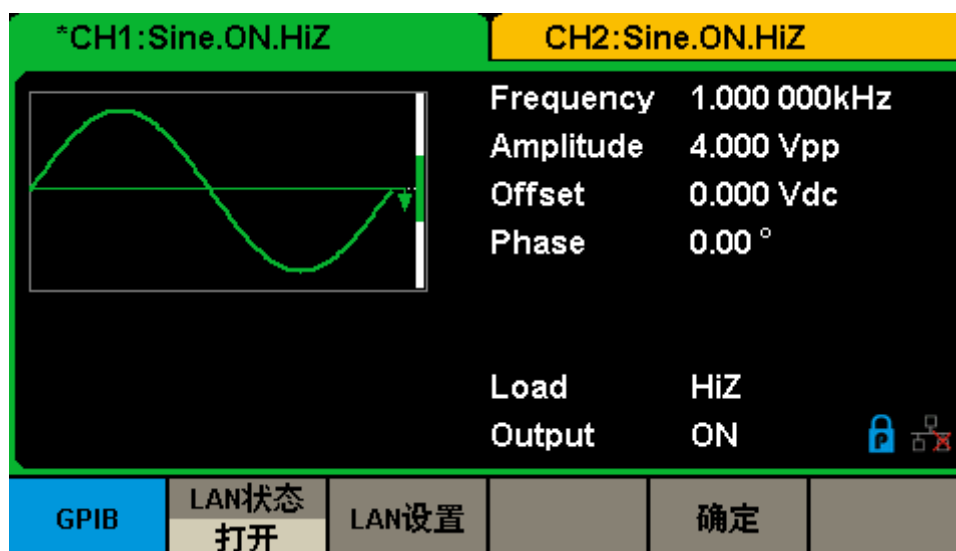 *CH1:Sine.ON.HiZ
CH2:Sine.ON.HiZ
Frequency 1.000 000kHz
Amplitude 4.000 Vpp
Offset 0.000 Vdc
Phase 0.00 °
Load HiZ
Output ON
P
GPIB
LAN状态
打开
LAN设置
确定